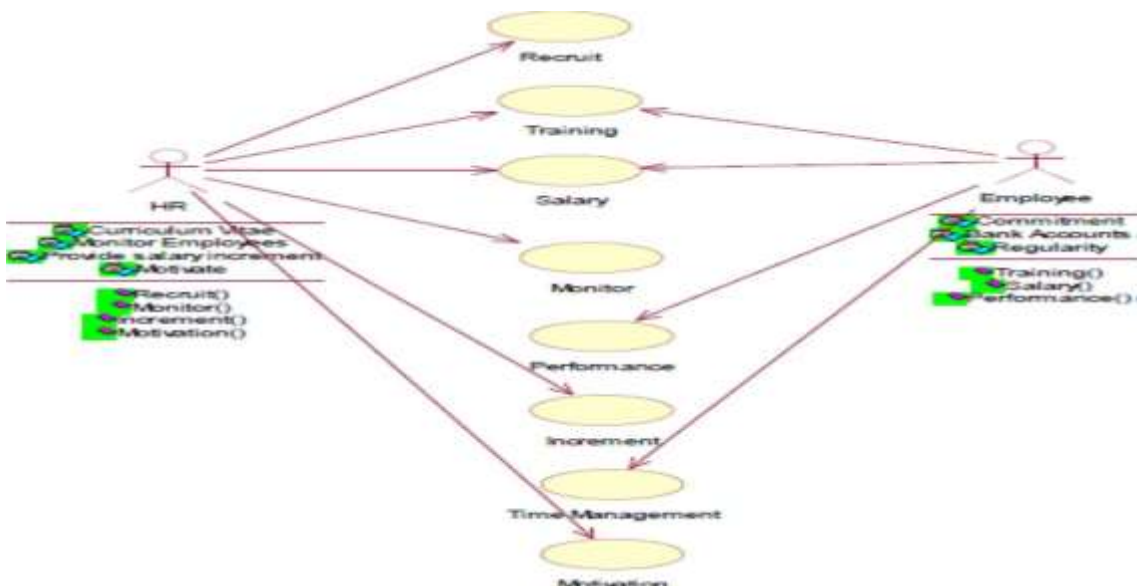 Recruit
Training
Salary
Monitor
Performance
Increment
Time Management
Motivation
HR
Curriculum Vitae
Monitor Employees
Provide salary increment
Motivate
Recruit()
Monitor()
Increment()
Motivation()
Employee
Commitment
Bank Accounts
Regularity
Training()
Salary()
Performance()